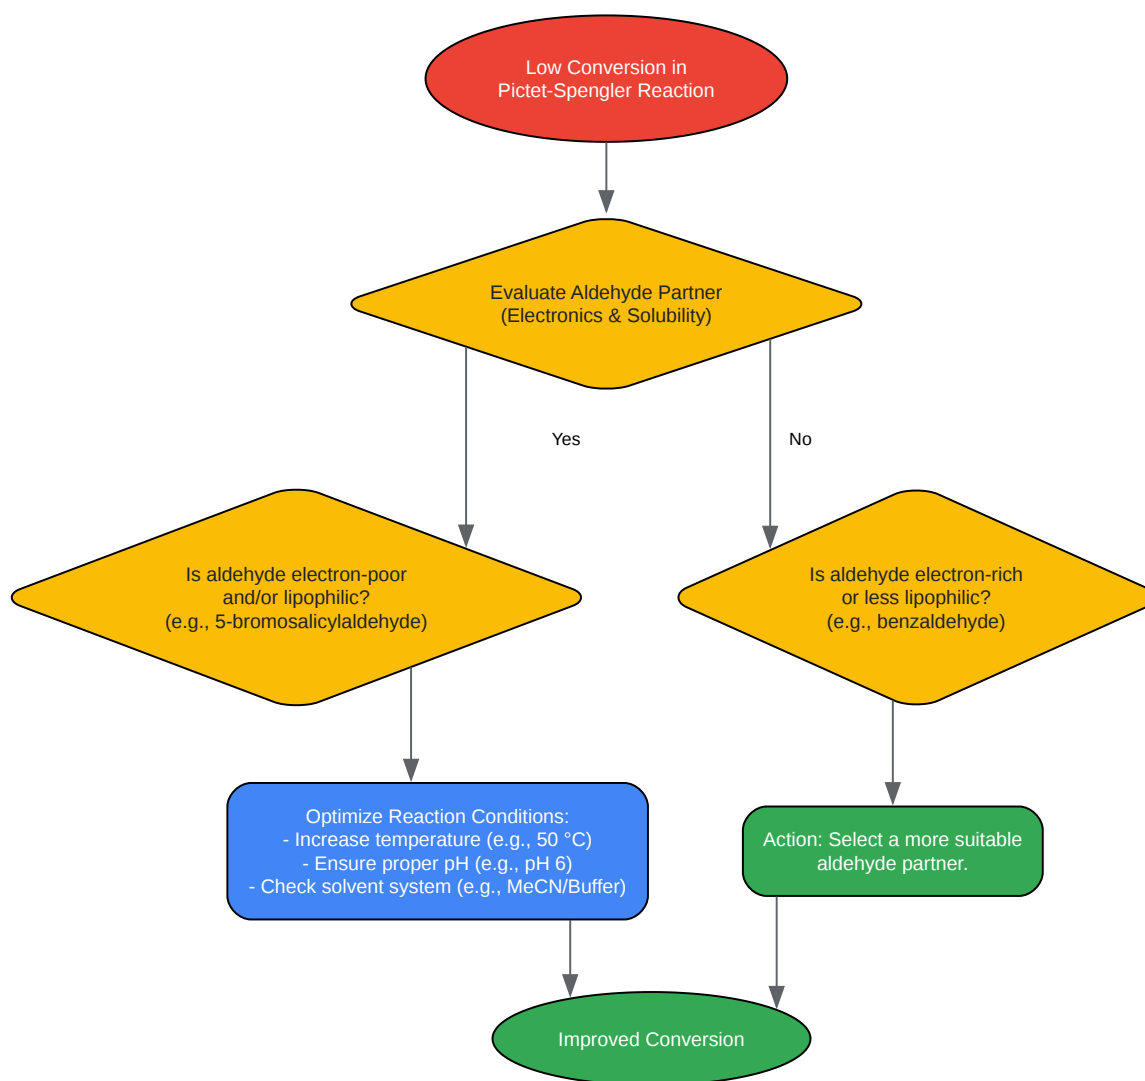 Low Conversion in
Pictet-Spengler Reaction
Evaluate Aldehyde Partner
(Electronics & Solubility)
Yes
No
Is aldehyde electron-poor
and/or lipophilic?
(e.g., 5-bromosalicylaldehyde)
Is aldehyde electron-rich
or less lipophilic?
(e.g., benzaldehyde)
Optimize Reaction Conditions:
- Increase temperature (e.g., 50 °C)
- Ensure proper pH (e.g., pH 6)
- Check solvent system (e.g., MeCN/Buffer)
Action: Select a more suitable
aldehyde partner.
Improved Conversion